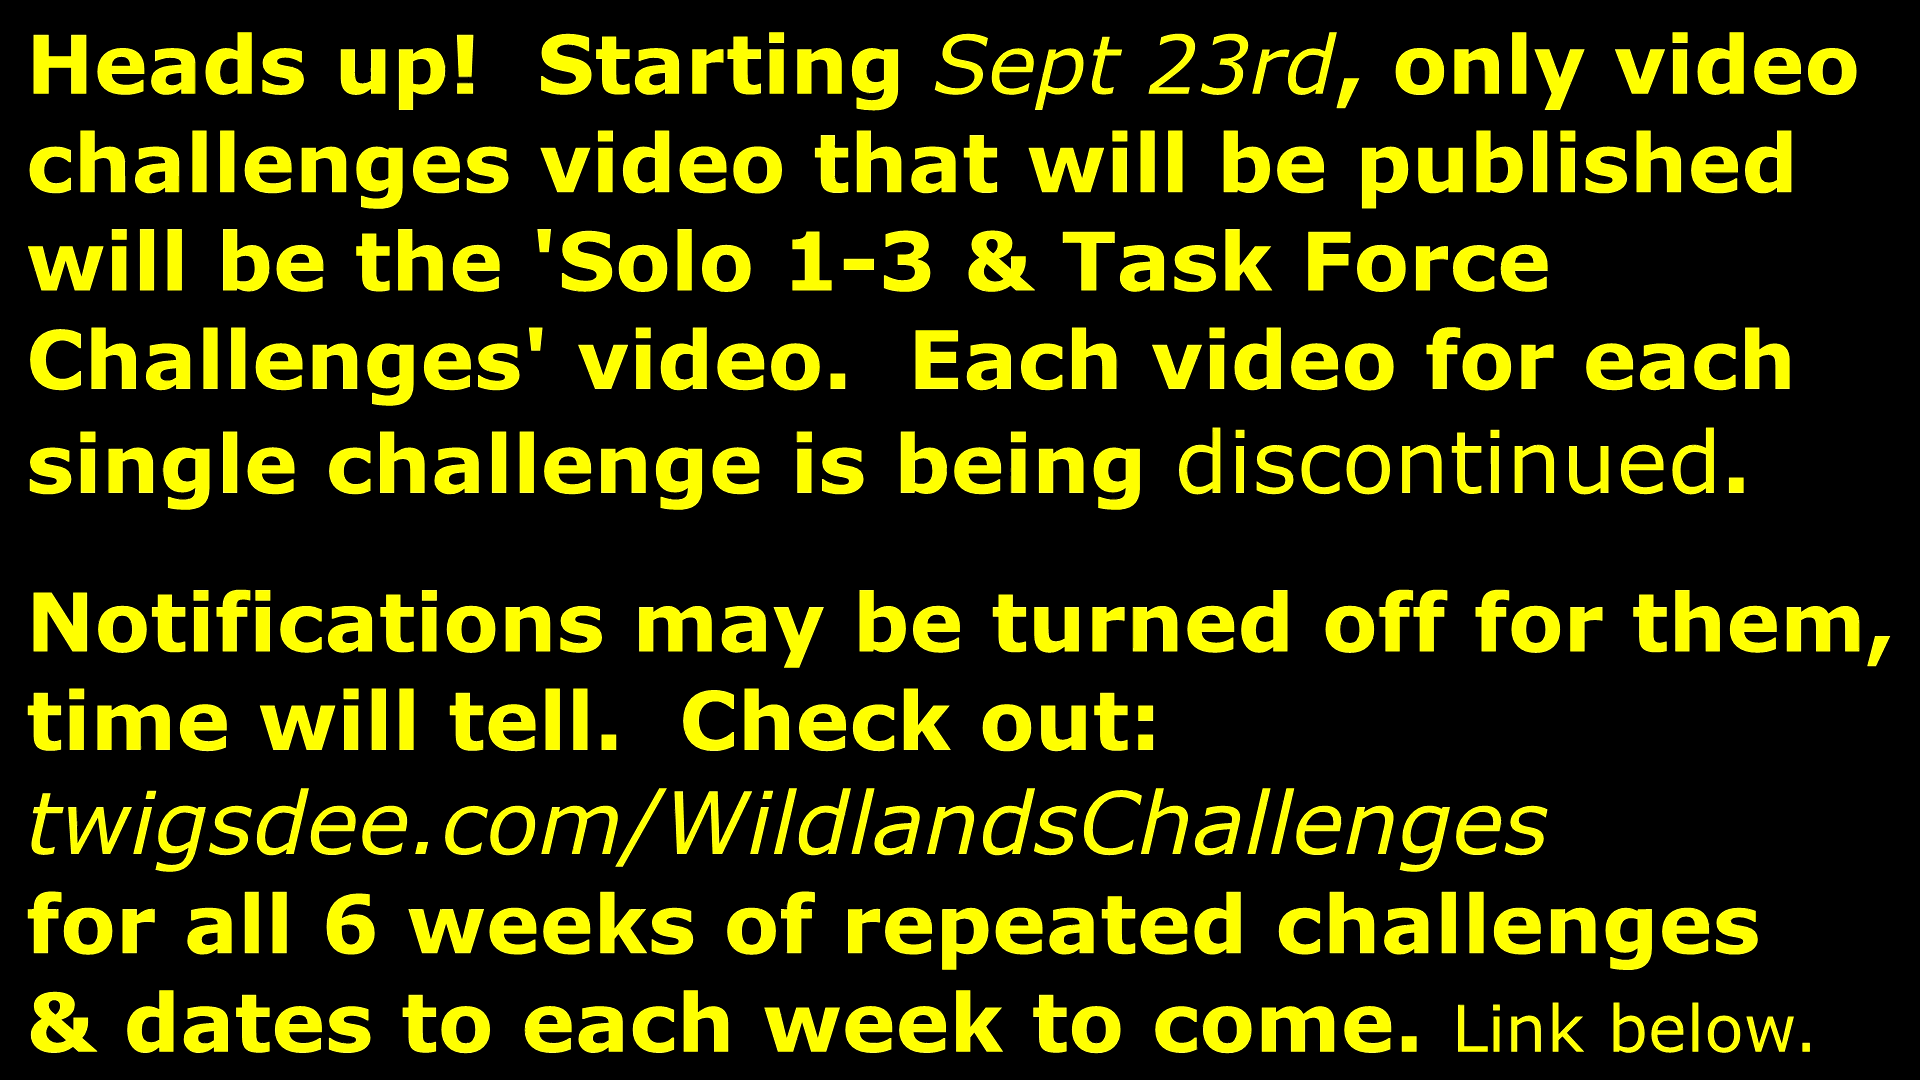 Heads up!  Starting Sept 23rd, only video
challenges video that will be published
will be the 'Solo 1-3 & Task Force
Challenges' video.  Each video for each
single challenge is being discontinued.
Notifications may be turned off for them,
time will tell.  Check out:
twigsdee.com/WildlandsChallenges
for all 6 weeks of repeated challenges
& dates to each week to come. Link below.